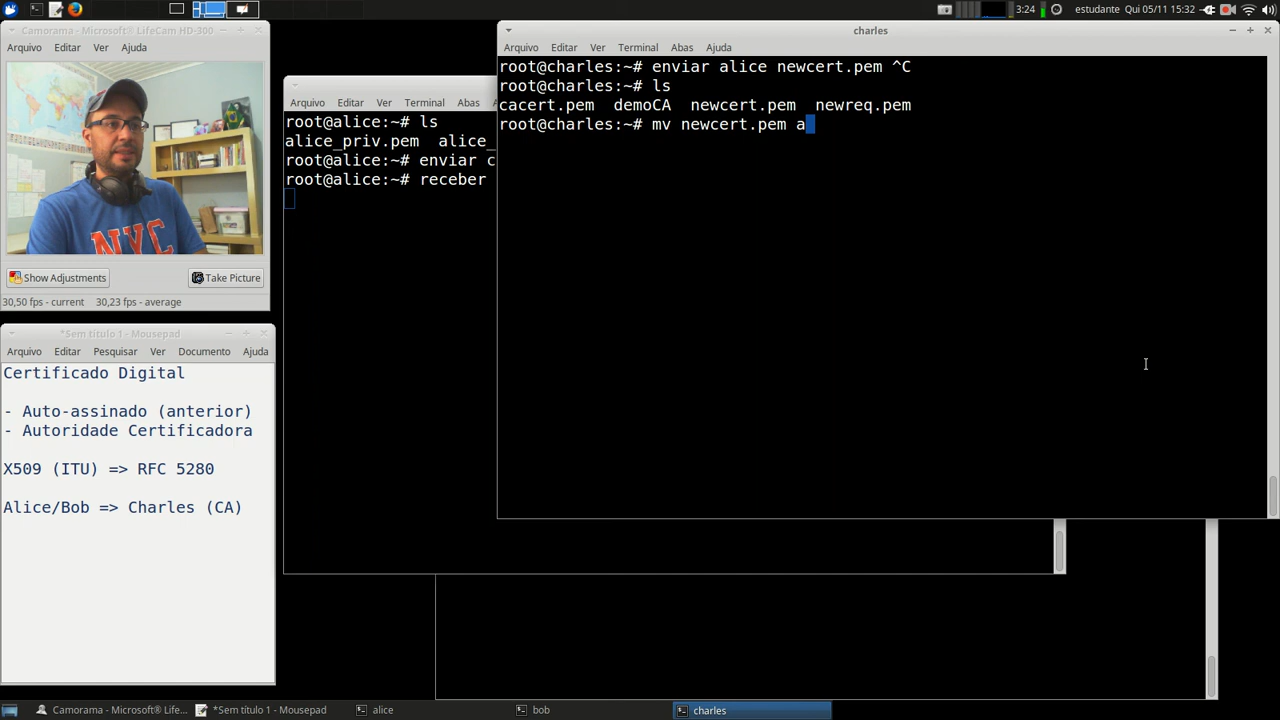 3:24
estudante
Qui 05/11 15:32
Camorama - Microsoft® LifeCam HD-300
Arquivo Editar Ver Ajuda
NYC
Show Adjustments Take Picture
30,50 fps - current 30,23 fps - average
*Sem título 1 - Mousepad
Arquivo Editar Pesquisar Ver Documento Ajuda
Certificado Digital
- Auto-assinado (anterior)
- Autoridade Certificadora
X509 (ITU) => RFC 5280
Alice/Bob => Charles (CA)
Arquivo Editar Ver Terminal Abas
root@alice:~# ls
alice_priv.pem alice_
root@alice:~# enviar c
root@alice:~# receber
charles
Arquivo Editar Ver Terminal Abas Ajuda
root@charles:~# enviar alice newcert.pem ^C
root@charles:~# ls
cacert.pem demoCA newcert.pem newreq.pem
root@charles:~# mv newcert.pem a
Camorama - Microsoft® Life...
*Sem título 1 - Mousepad
alice
bob
charles